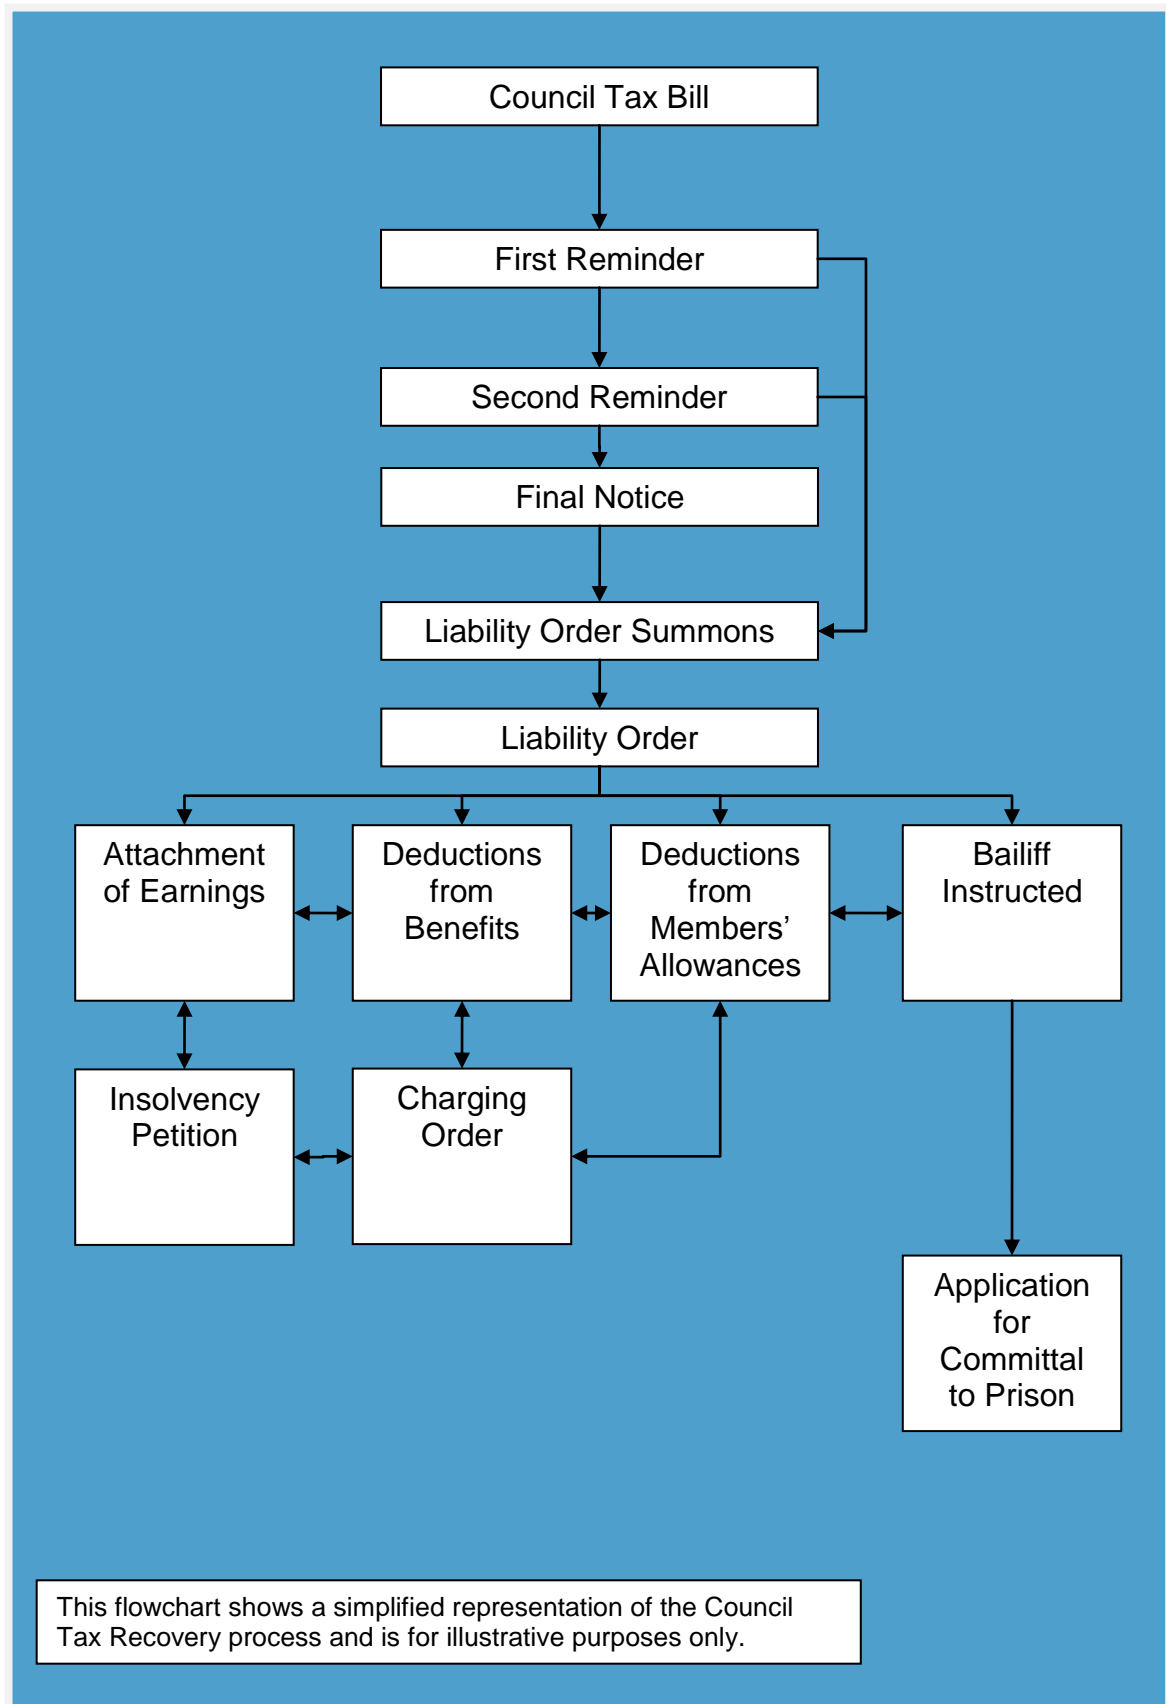 Council Tax Bill
First Reminder
Second Reminder
Final Notice
Liability Order Summons
Liability Order
Attachment
of Earnings
Deductions
from
Benefits
Deductions
from
Members’
Allowances
Bailiff
Instructed
Insolvency
Petition
Charging
Order
Application
for
Committal
to Prison
This flowchart shows a simplified representation of the Council
Tax Recovery process and is for illustrative purposes only.